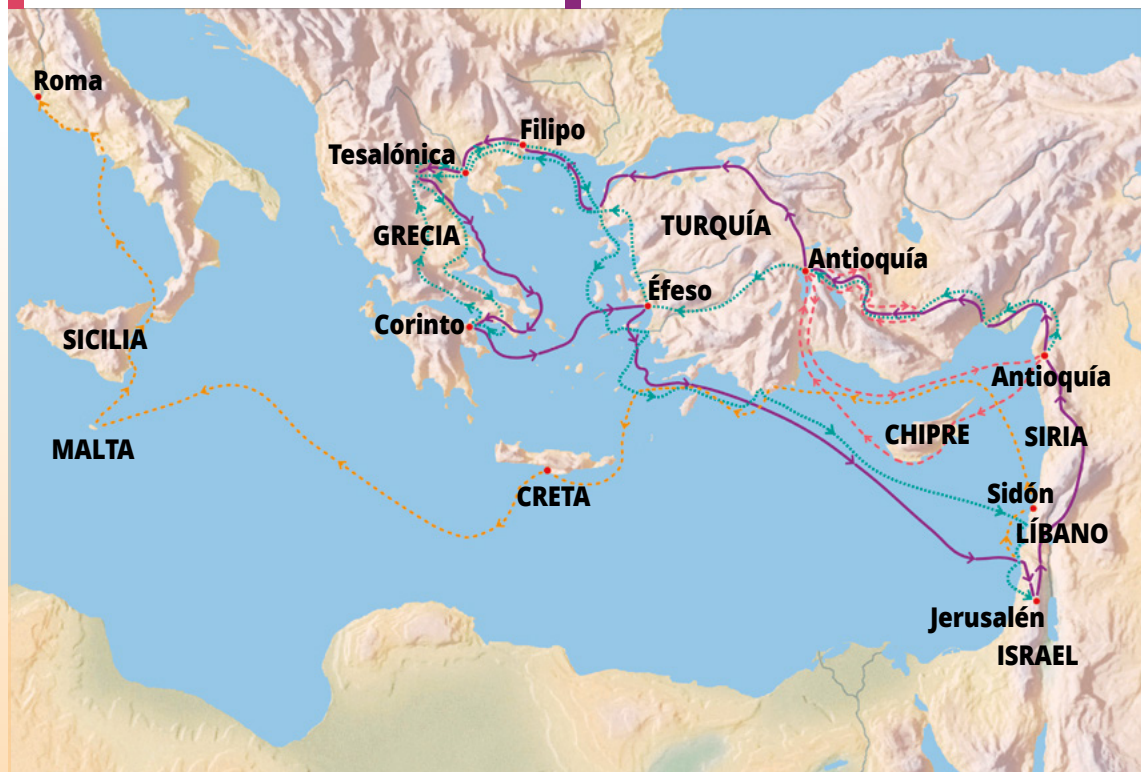 Roma
Filipo
Tesalónica
GRECIA
TURQUÍA
Antioquía
Éfeso
Corinto
SICILIA
Antioquía
MALTA
CHIPRE
SIRIA
CRETA
Sidón
LÍBANO
Jerusalén
ISRAEL